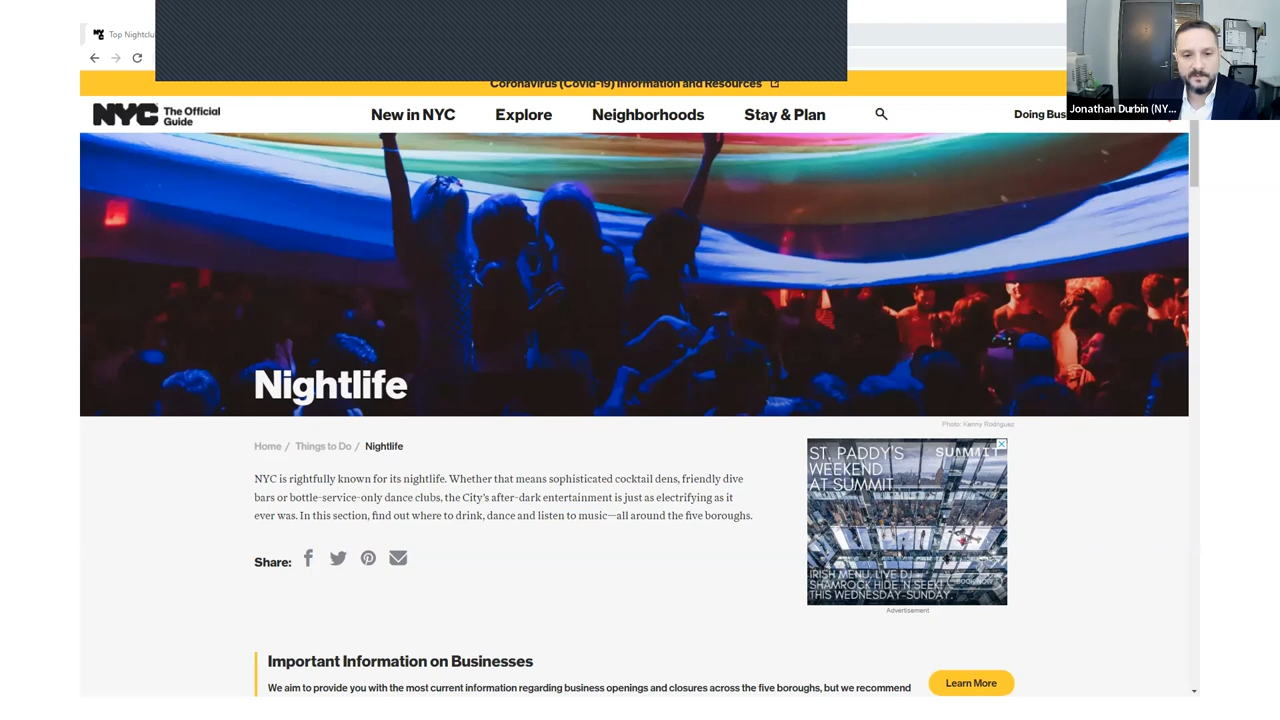 Top Nightclu
Coronavirus (Covid-19) Information and Resources
Jonathan Durbin (NY...
NYC The Official
Guide
New in NYC Explore Neighborhoods Stay & Plan
Doing Bus
Nightlife
Photo: Kenny Rodriguez
Home / Things to Do / Nightlife
NYC is rightfully known for its nightlife. Whether that means sophisticated cocktail dens, friendly dive
bars or bottle-service-only dance clubs, the City's after-dark entertainment is just as electrifying as it
ever was. In this section, find out where to drink, dance and listen to music—all around the five boroughs.
Share:
ST. PADDY'S
WEEKEND
AT SUMMIT
SUMMIT
IRISH MENU, LIVE DJ
SHAMROCK HIDE 'N SEEK!
THIS WEDNESDAY-SUNDAY.
BOOK NOW
Advertisement
Important Information on Businesses
We aim to provide you with the most current information regarding business openings and closures across the five boroughs, but we recommend
Learn More